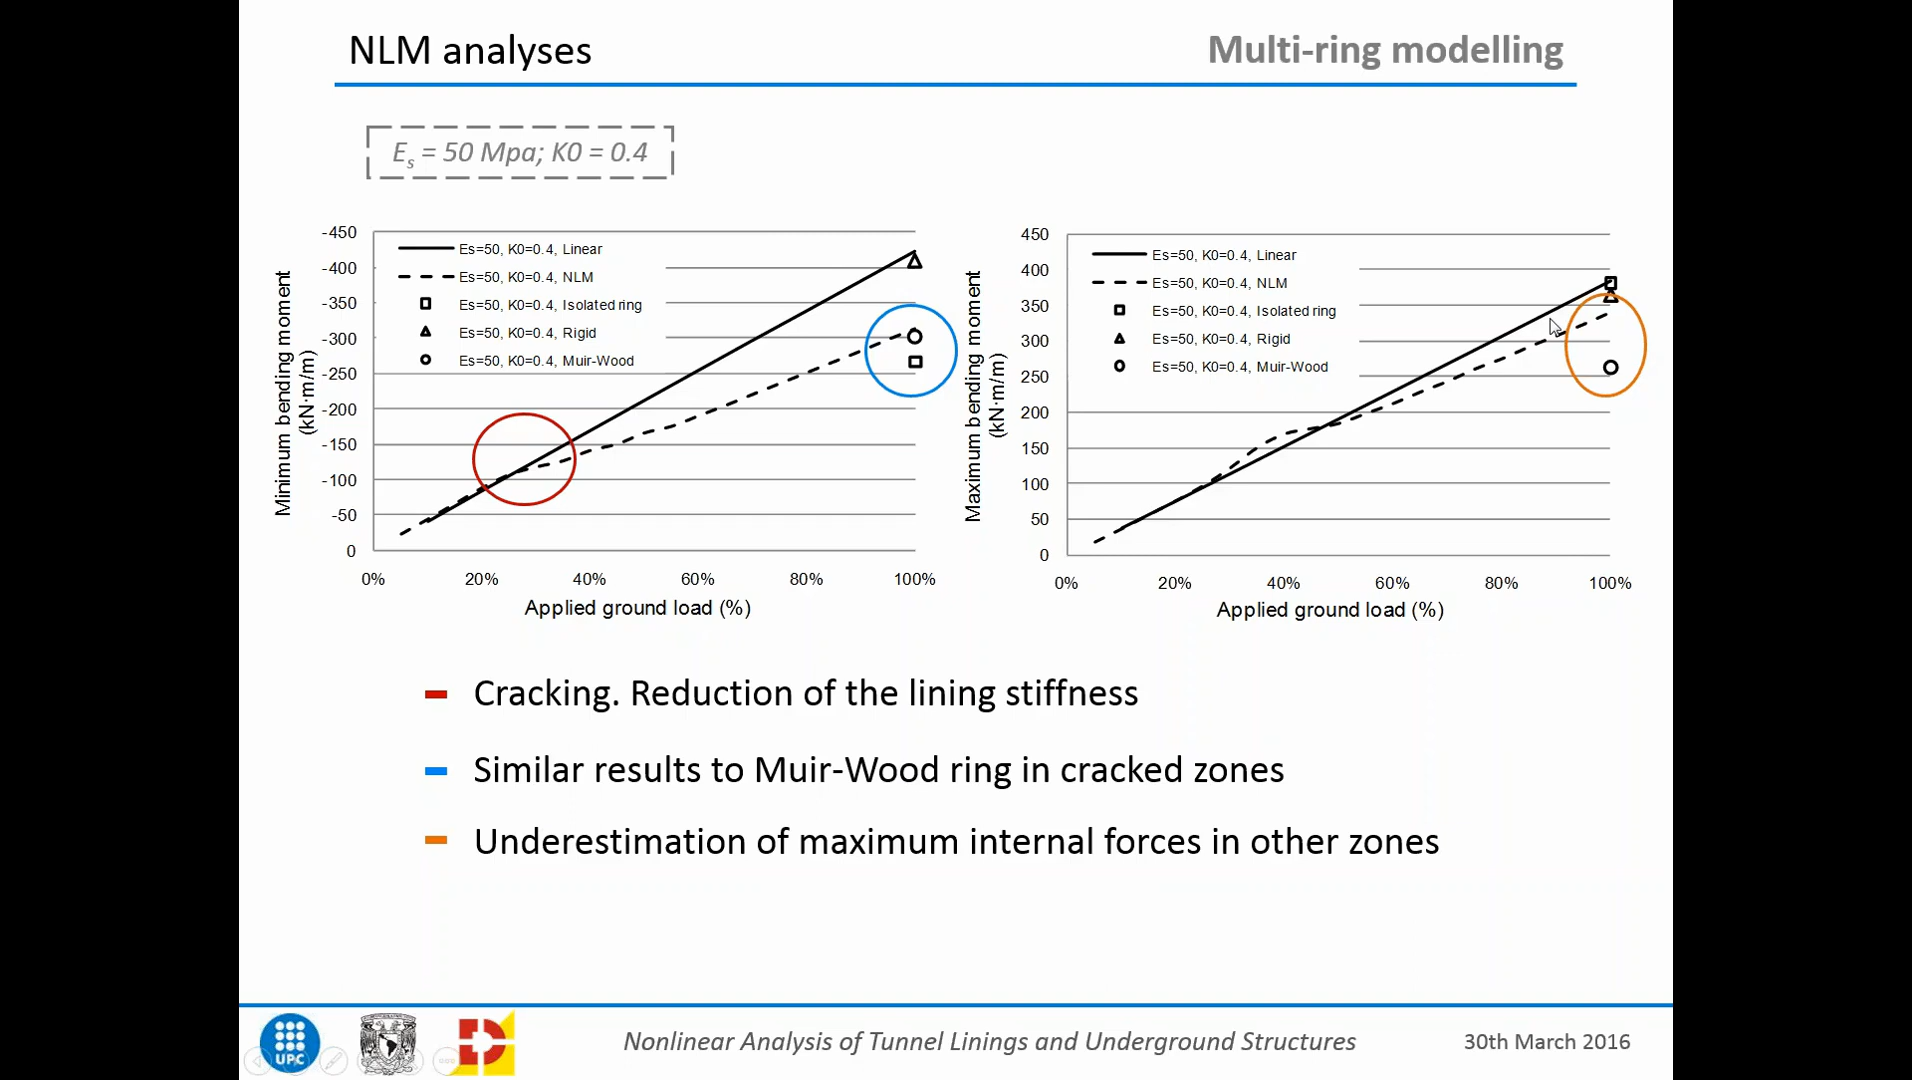 NLM analyses
Multi-ring modelling
Es = 50 Mpa; K0 = 0.4
Minimum bending moment
(kN·m/m)
-450
-400
-350
-300
-250
-200
-150
-100
-50
0
Es=50, K0=0.4, Linear
Es=50, K0=0.4, NLM
Es=50, K0=0.4, Isolated ring
Es=50, K0=0.4, Rigid
Es=50, K0=0.4, Muir-Wood
0% 20% 40% 60% 80% 100%
Applied ground load (%)
Maximum bending moment
(kN·m/m)
450
400
350
300
250
200
150
100
50
0
Es=50, K0=0.4, Linear
Es=50, K0=0.4, NLM
Es=50, K0=0.4, Isolated ring
Es=50, K0=0.4, Rigid
Es=50, K0=0.4, Muir-Wood
0% 20% 40% 60% 80% 100%
Applied ground load (%)
Cracking. Reduction of the lining stiffness
Similar results to Muir-Wood ring in cracked zones
Underestimation of maximum internal forces in other zones
UPC
Nonlinear Analysis of Tunnel Linings and Underground Structures
30th March 2016